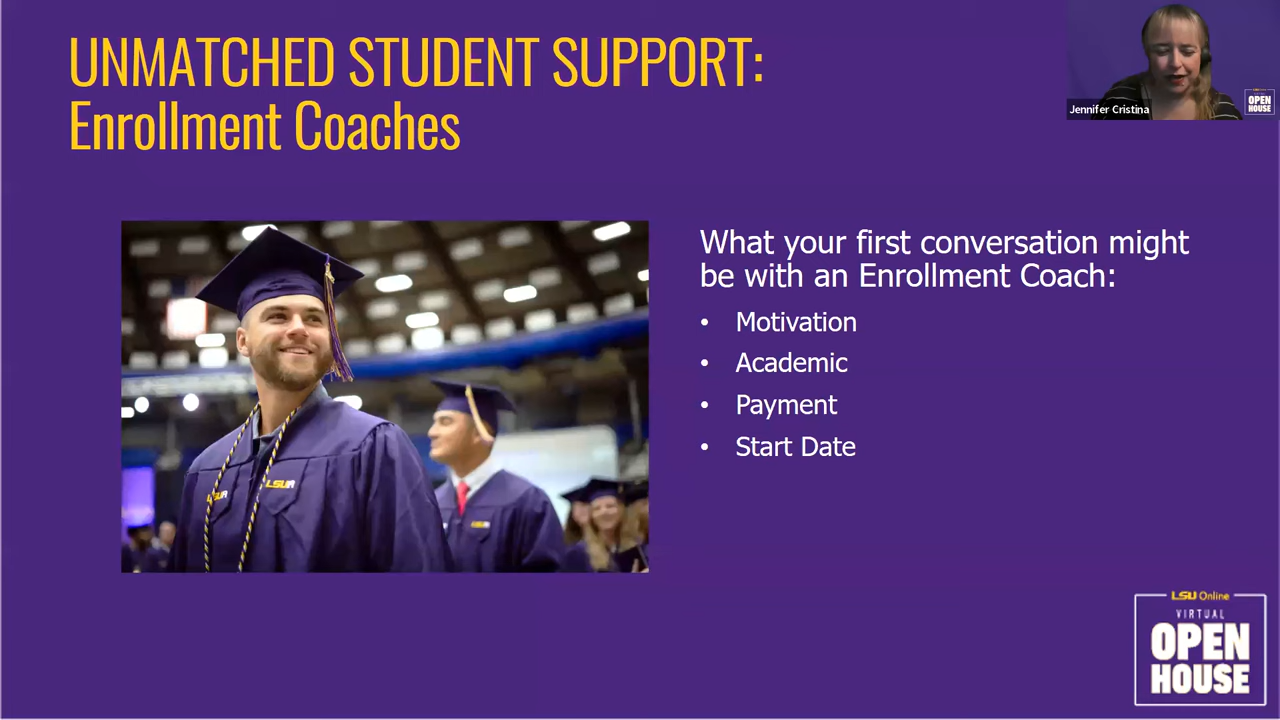 UNMATCHED STUDENT SUPPORT:
Enrollment Coaches
Jennifer Cristina
OPEN
HOUSE
What your first conversation might
be with an Enrollment Coach:
• Motivation
• Academic
• Payment
• Start Date
LSU
LSU Online
VIRTUAL
OPEN
HOUSE